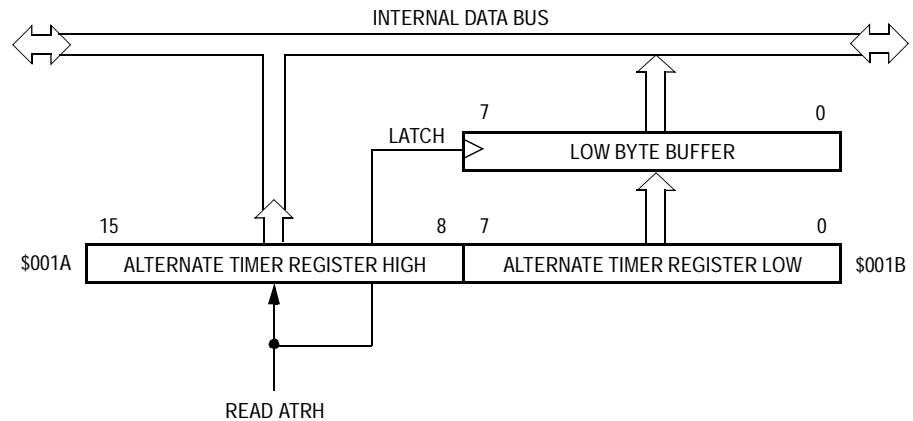 INTERNAL DATA BUS
7 0
LATCH
LOW BYTE BUFFER
15 8 7 0
$001A ALTERNATE TIMER REGISTER HIGH ALTERNATE TIMER REGISTER LOW $001B
READ ATRH